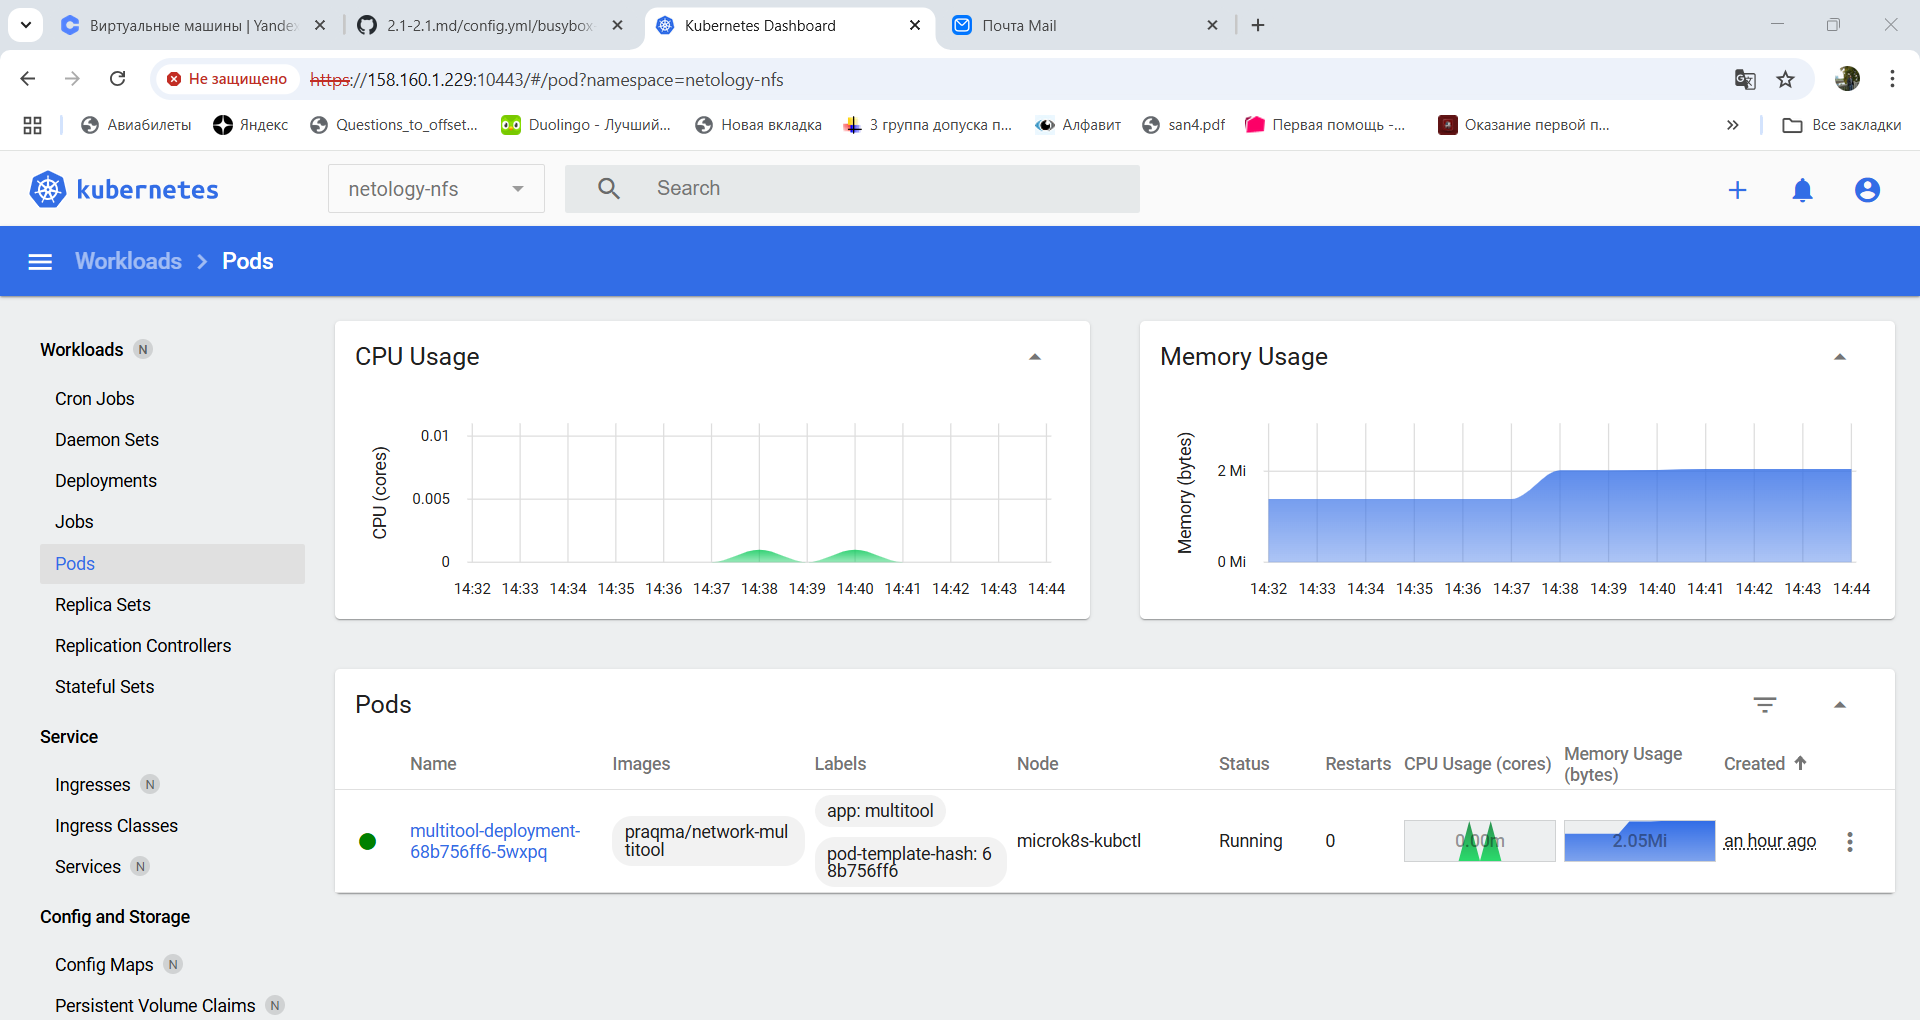 Виртуальные машины | Yandex
2.1-2.1.md/config.yml/busybox-
Kubernetes Dashboard
Почта Mail
Не защищено
https://158.160.1.229:10443/#/pod?namespace=netology-nfs
Авиабилеты
Яндекс
Questions_to_offset...
Duolingo - Лучший...
Новая вкладка
3 группа допуска п...
Алфавит
san4.pdf
Первая помощь -...
Оказание первой п...
Все закладки
kubernetes
netology-nfs
Search
Workloads
Pods
Workloads N
Cron Jobs
Daemon Sets
Deployments
Jobs
Pods
Replica Sets
Replication Controllers
Stateful Sets
Service
Ingresses N
Ingress Classes
Services N
Config and Storage
Config Maps N
Persistent Volume Claims N
CPU Usage
CPU (cores)
0.01
0.005
0
14:32 14:33 14:34 14:35 14:36 14:37 14:38 14:39 14:40 14:41 14:42 14:43 14:44
Memory Usage
Memory (bytes)
2 Mi
0 Mi
14:32 14:33 14:34 14:35 14:36 14:37 14:38 14:39 14:40 14:41 14:42 14:43 14:44
Pods
Name
Images
Labels
Node
Status
Restarts
CPU Usage (cores)
Memory Usage
(bytes)
Created
multitool-deployment-
68b756ff6-5wxpq
praqma/network-mul
titool
app: multitool
pod-template-hash: 6
8b756ff6
microk8s-kubctl
Running
0
0.00m
2.05Mi
an hour ago